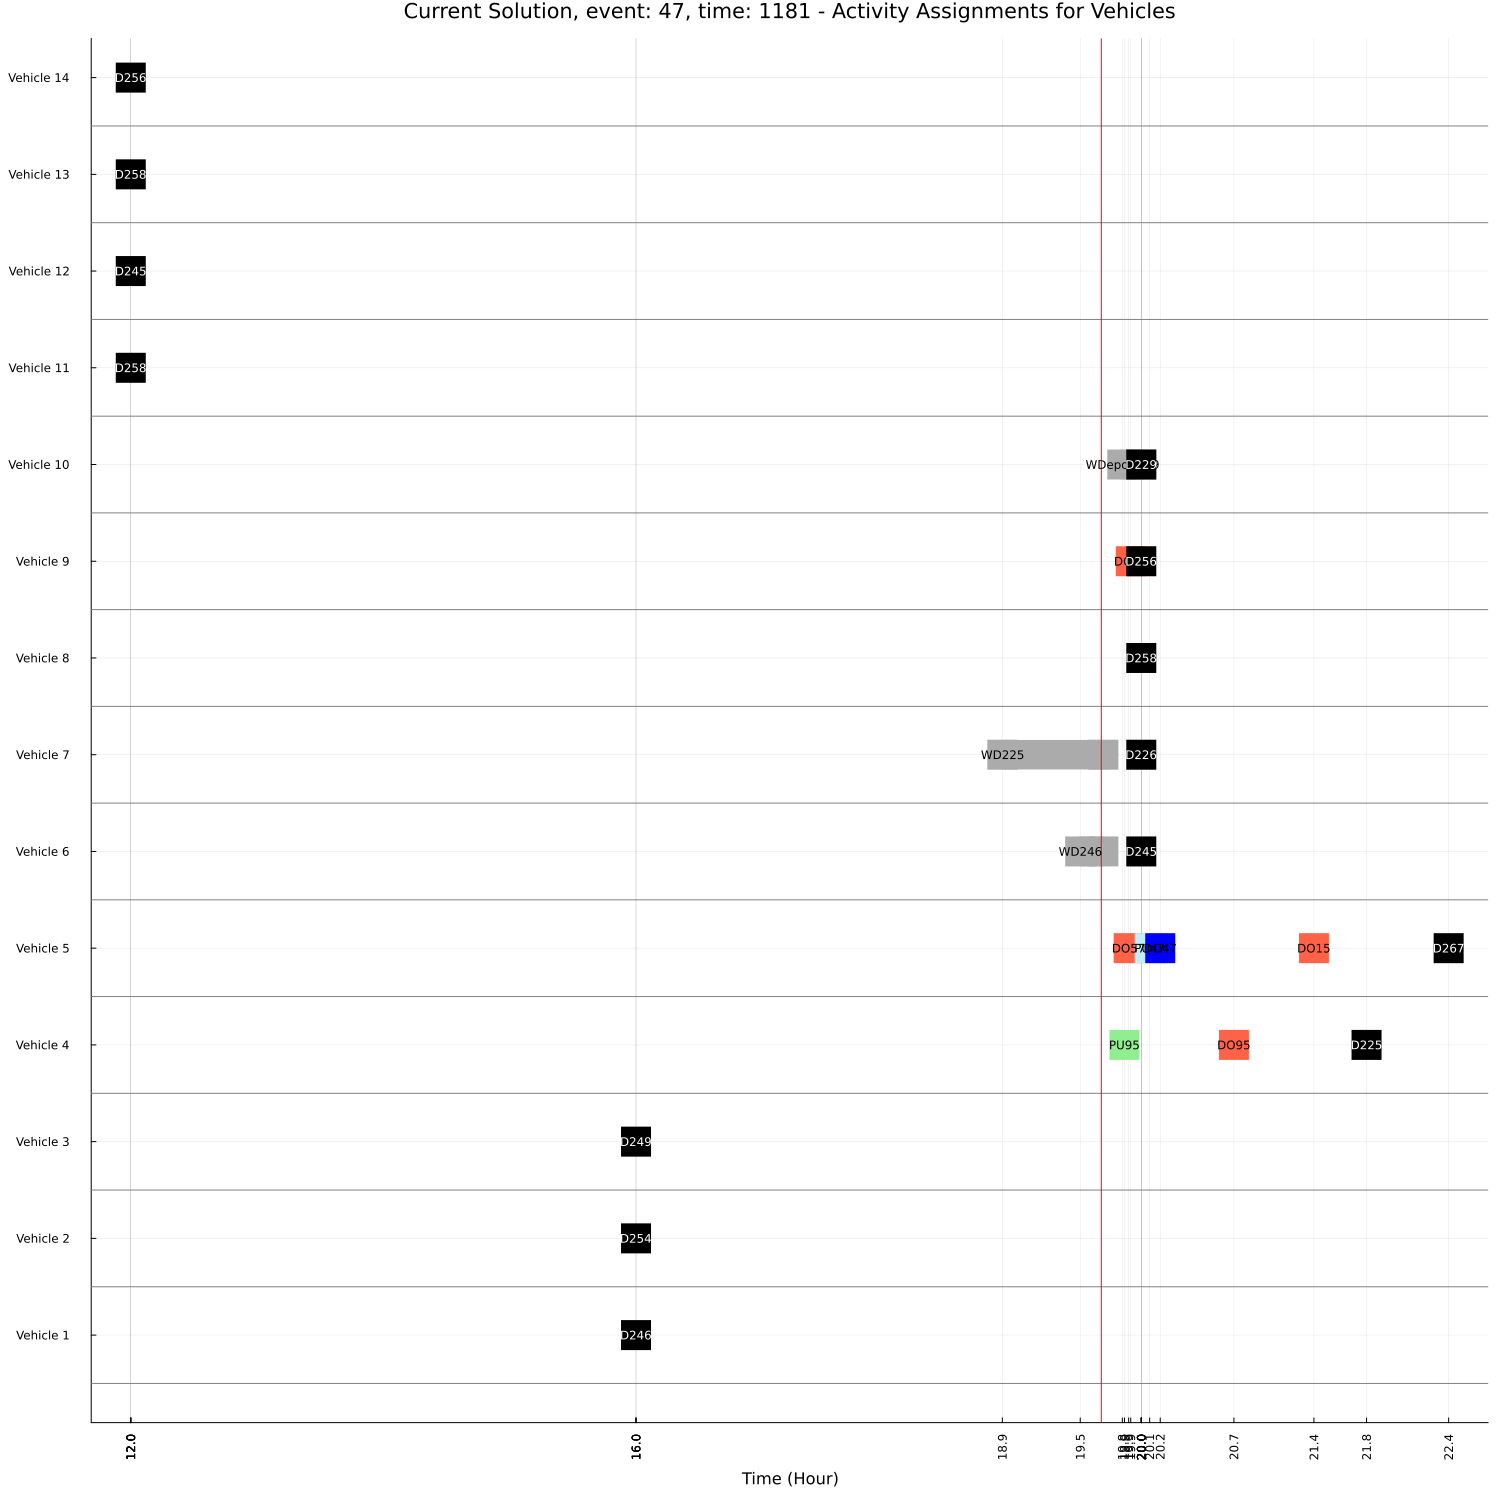 Current Solution, event: 47, time: 1181 - Activity Assignments for Vehicles
Vehicle 14
D256
Vehicle 13
D258
Vehicle 12
D245
Vehicle 11
D258
Vehicle 10
D229
Vehicle 9
D256
Vehicle 8
D258
Vehicle 7
WD225
D226
Vehicle 6
WD246
D245
Vehicle 5
DO57
DO15
D267
Vehicle 4
PU95
DO95
D225
Vehicle 3
D249
Vehicle 2
D254
Vehicle 1
D246
12.0
16.0
18.9
19.5
20.0
20.1
20.2
20.7
21.4
21.8
22.4
Time (Hour)